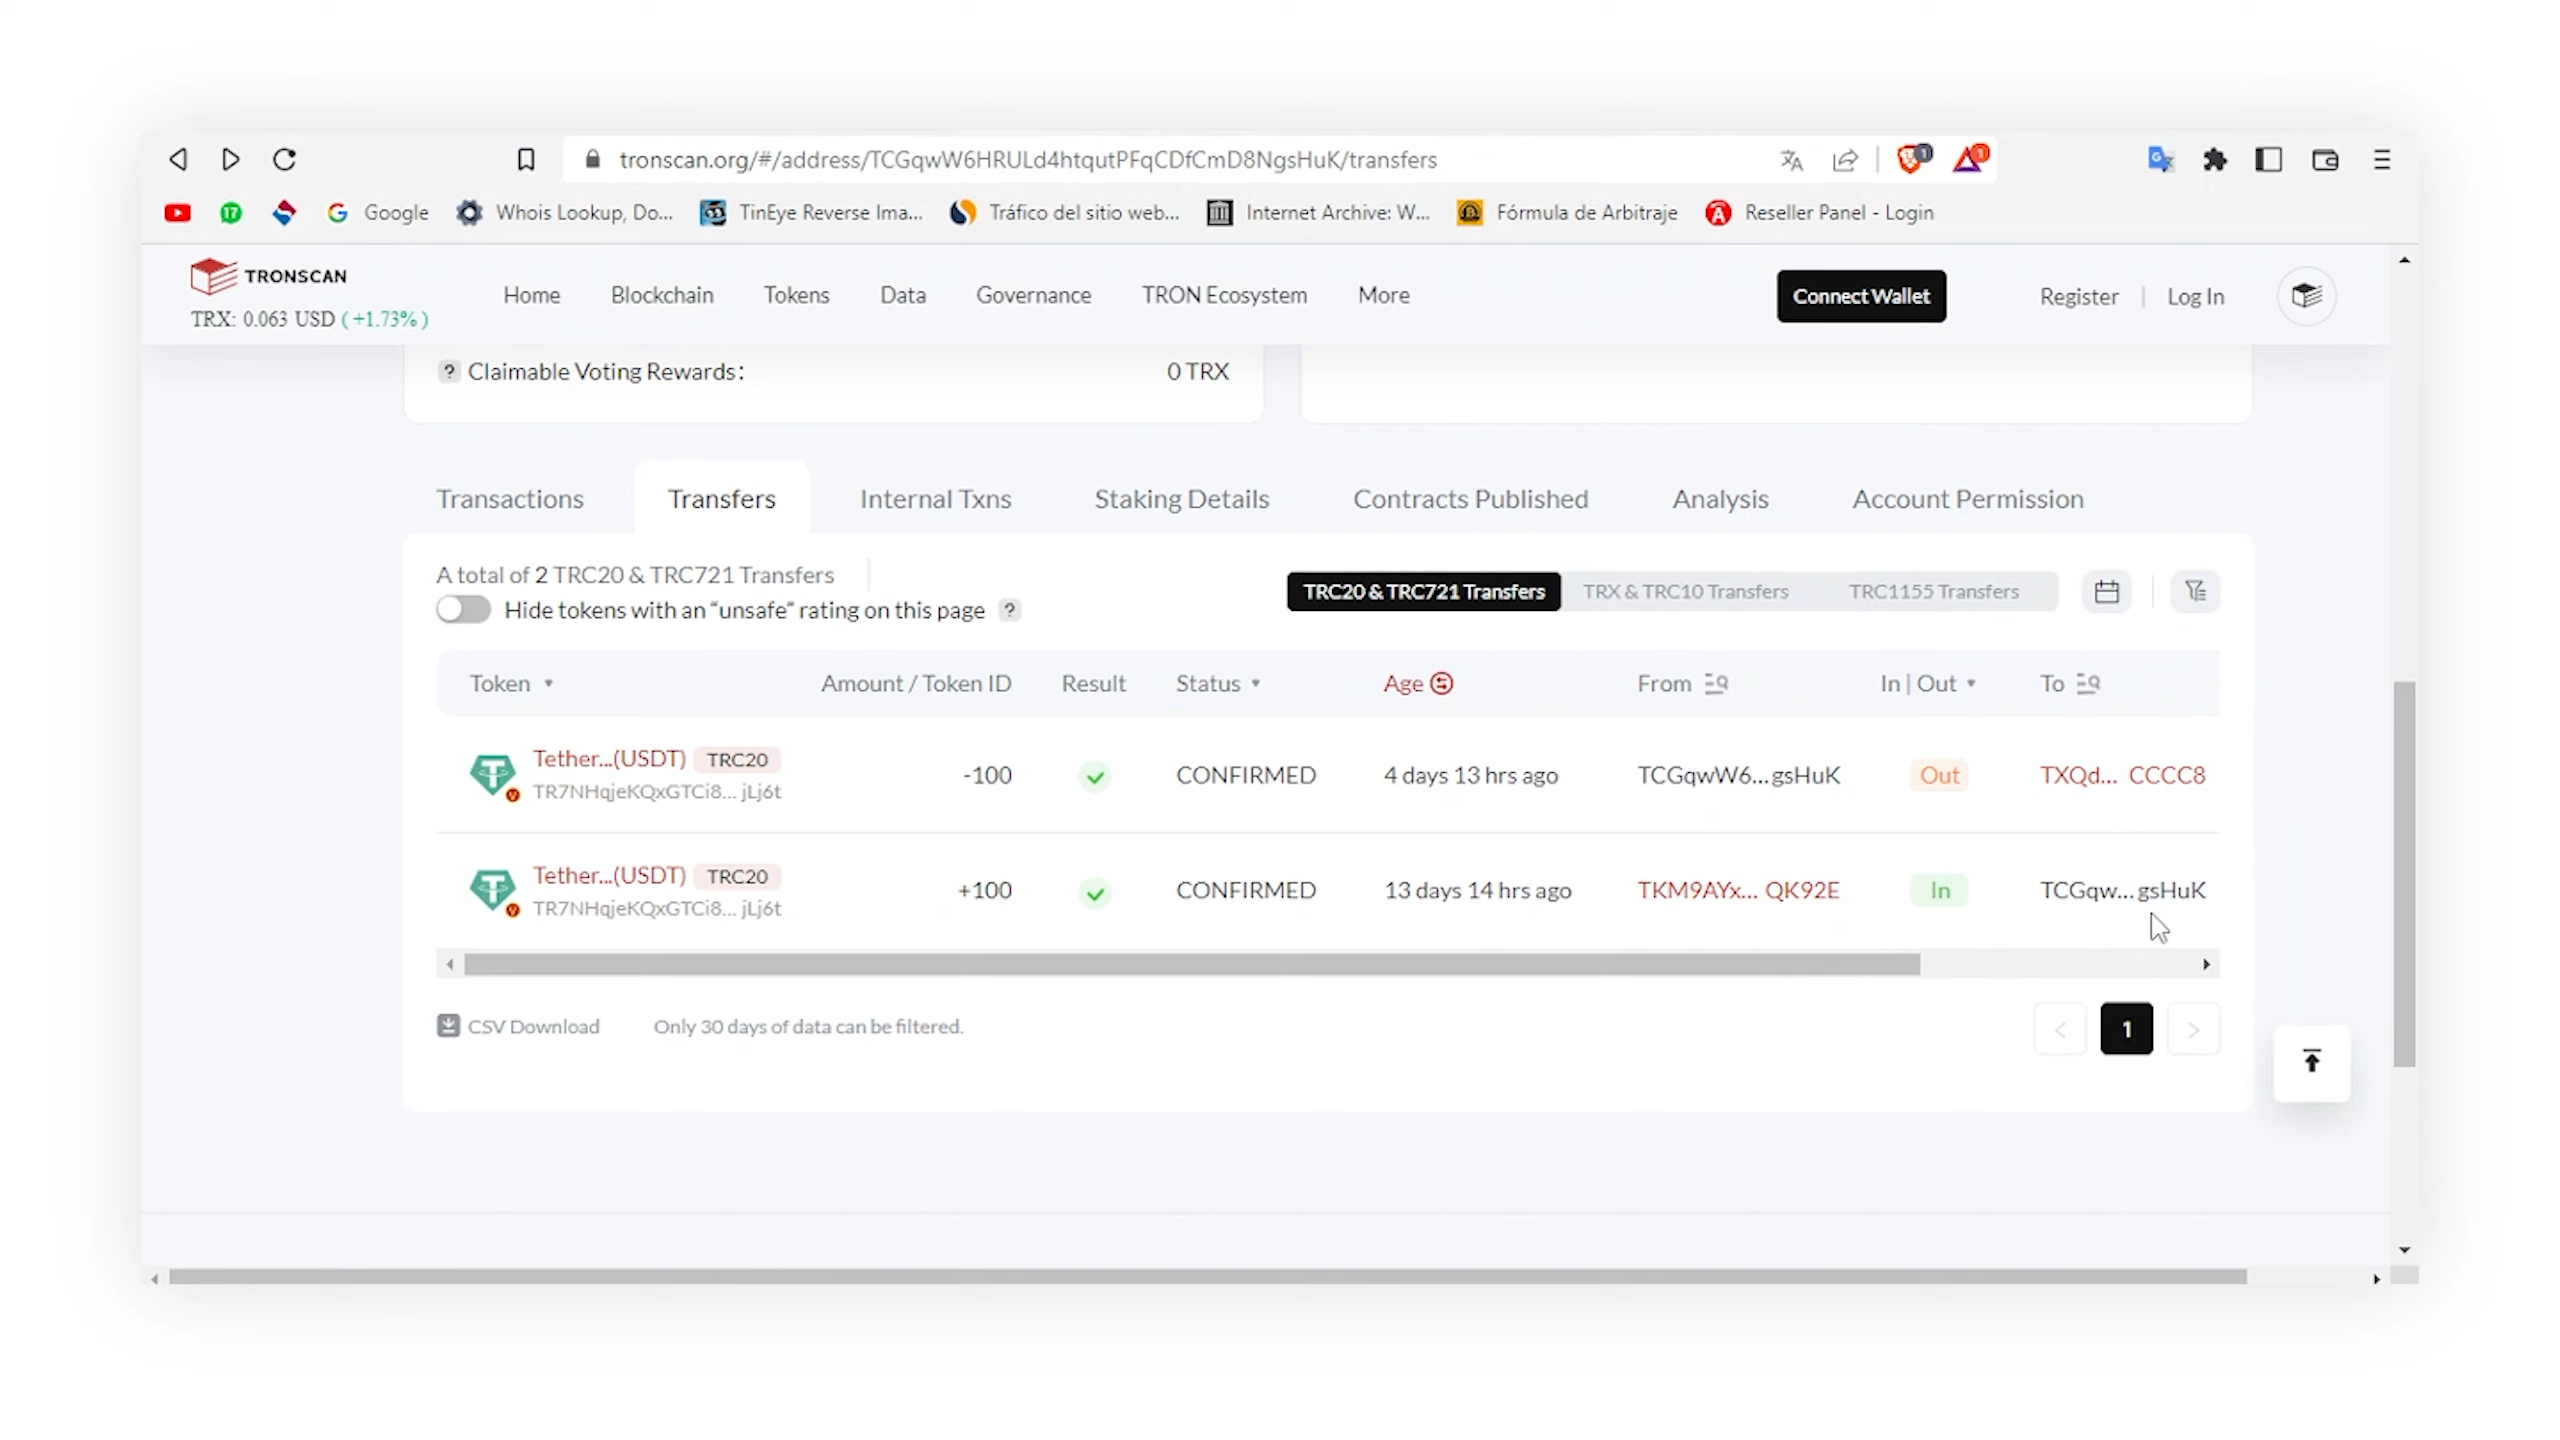 tronscan.org/#/address/TCGqwW6HRULd4htqutPFqCDfCmD8NgsHuK/transfers
1
1
17
Google
Whois Lookup, Do...
TinEye Reverse Ima...
Tráfico del sitio web...
Internet Archive: W...
Fórmula de Arbitraje
Reseller Panel - Login
TRONSCAN
TRX: 0.063 USD (+1.73%)
Home
Blockchain
Tokens
Data
Governance
TRON Ecosystem
More
Connect Wallet
Register | Log In
? Claimable Voting Rewards: 0 TRX
Transactions
Transfers
Internal Txns
Staking Details
Contracts Published
Analysis
Account Permission
A total of 2 TRC20 & TRC721 Transfers
Hide tokens with an “unsafe” rating on this page ?
TRC20 & TRC721 Transfers
TRX & TRC10 Transfers
TRC1155 Transfers
Token Amount / Token ID Result Status Age From In | Out To
Tether...(USDT) TRC20 -100 CONFIRMED 4 days 13 hrs ago TCGqwW6...gsHuK Out TXQd... CCCC8
TR7NHqjeKQxGTCi8... jLj6t
Tether...(USDT) TRC20 +100 CONFIRMED 13 days 14 hrs ago TKM9AYx... QK92E In TCGqw...gsHuK
TR7NHqjeKQxGTCi8... jLj6t
CSV Download
Only 30 days of data can be filtered.
< 1 >